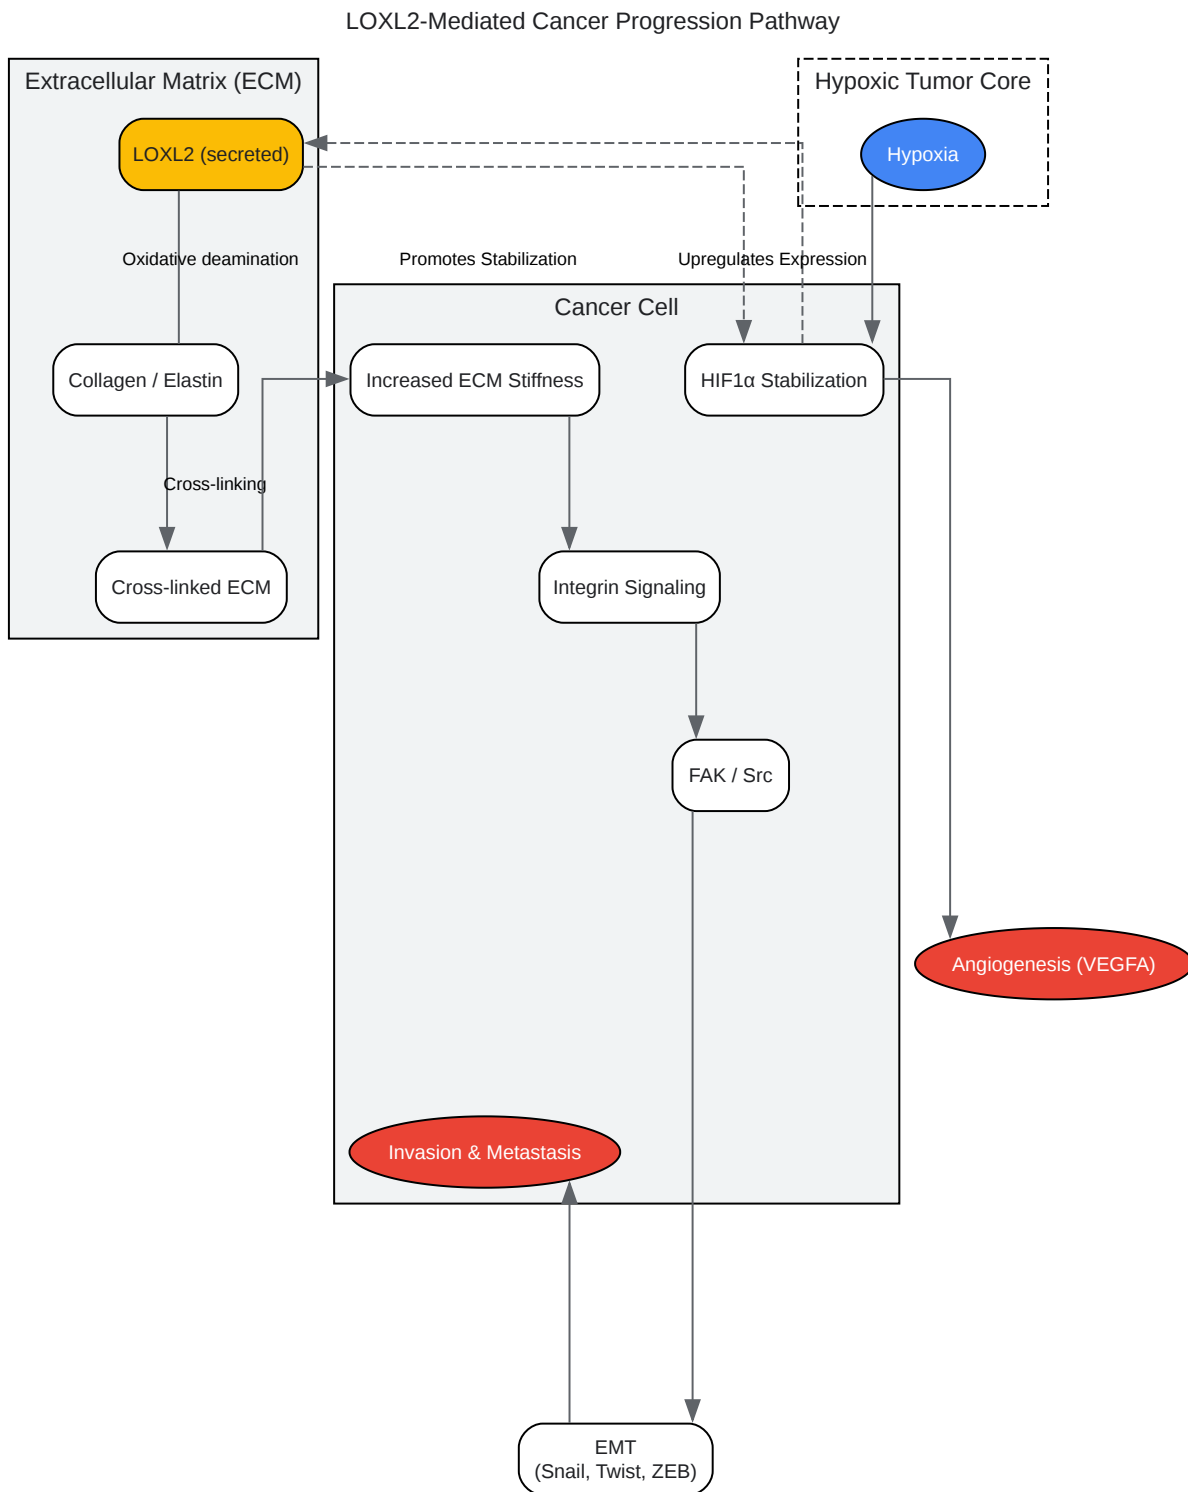 LOXL2-Mediated Cancer Progression Pathway
Extracellular Matrix (ECM)
Hypoxic Tumor Core
LOXL2 (secreted)
Hypoxia
Oxidative deamination
Promotes Stabilization
Upregulates Expression
Cancer Cell
Collagen / Elastin
Increased ECM Stiffness
HIF1α Stabilization
Cross-linking
Cross-linked ECM
Integrin Signaling
FAK / Src
Angiogenesis (VEGFA)
Invasion & Metastasis
EMT
(Snail, Twist, ZEB)